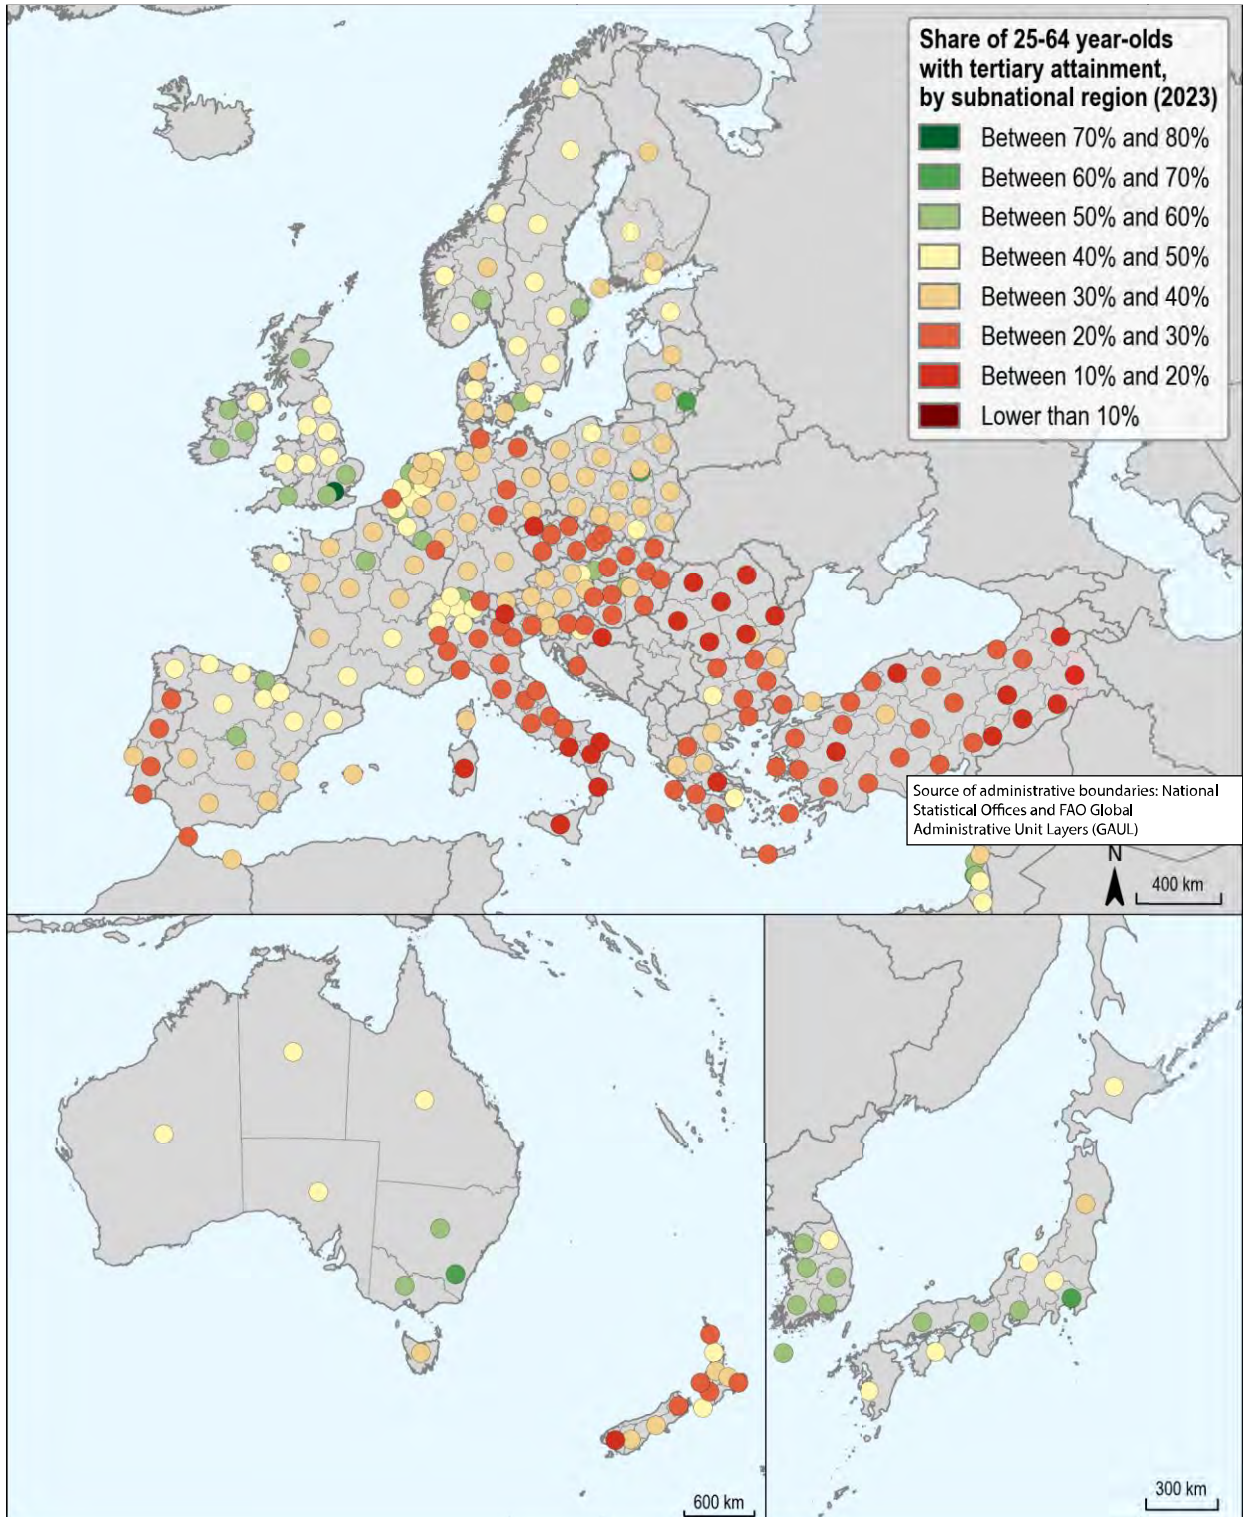 Share of 25-64 year-olds
with tertiary attainment,
by subnational region (2023)
Between 70% and 80%
Between 60% and 70%
Between 50% and 60%
Between 40% and 50%
Between 30% and 40%
Between 20% and 30%
Between 10% and 20%
Lower than 10%
Source of administrative boundaries: National
Statistical Offices and FAO Global
Administrative Unit Layers (GAUL)
N
400 km
600 km
300 km